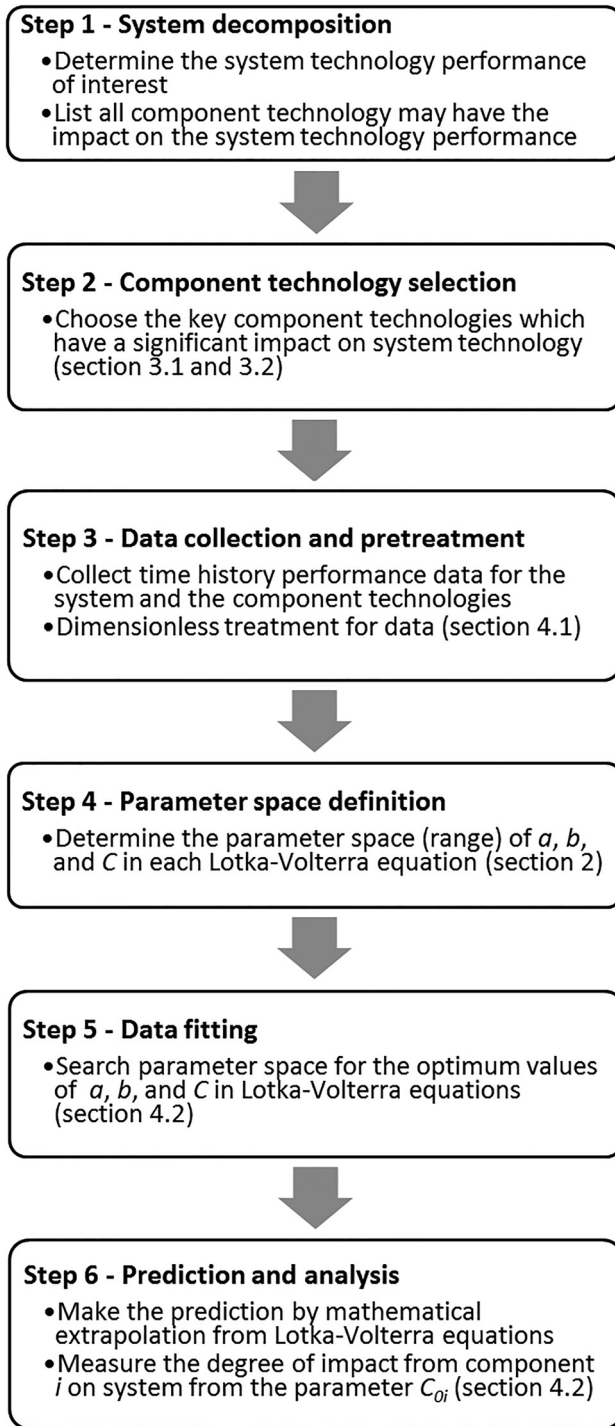 Step 1 - System decomposition
•Determine the system technology performance
of interest
•List all component technology may have the
impact on the system technology performance
Step 2 - Component technology selection
•Choose the key component technologies which
have a significant impact on system technology
(section 3.1 and 3.2)
Step 3 - Data collection and pretreatment
•Collect time history performance data for the
system and the component technologies
•Dimensionless treatment for data (section 4.1)
Step 4 - Parameter space definition
•Determine the parameter space (range) of a, b,
and C in each Lotka-Volterra equation (section 2)
Step 5 - Data fitting
•Search parameter space for the optimum values
of a, b, and C in Lotka-Volterra equations
(section 4.2)
Step 6 - Prediction and analysis
•Make the prediction by mathematical
extrapolation from Lotka-Volterra equations
•Measure the degree of impact from component
i on system from the parameter C0i (section 4.2)